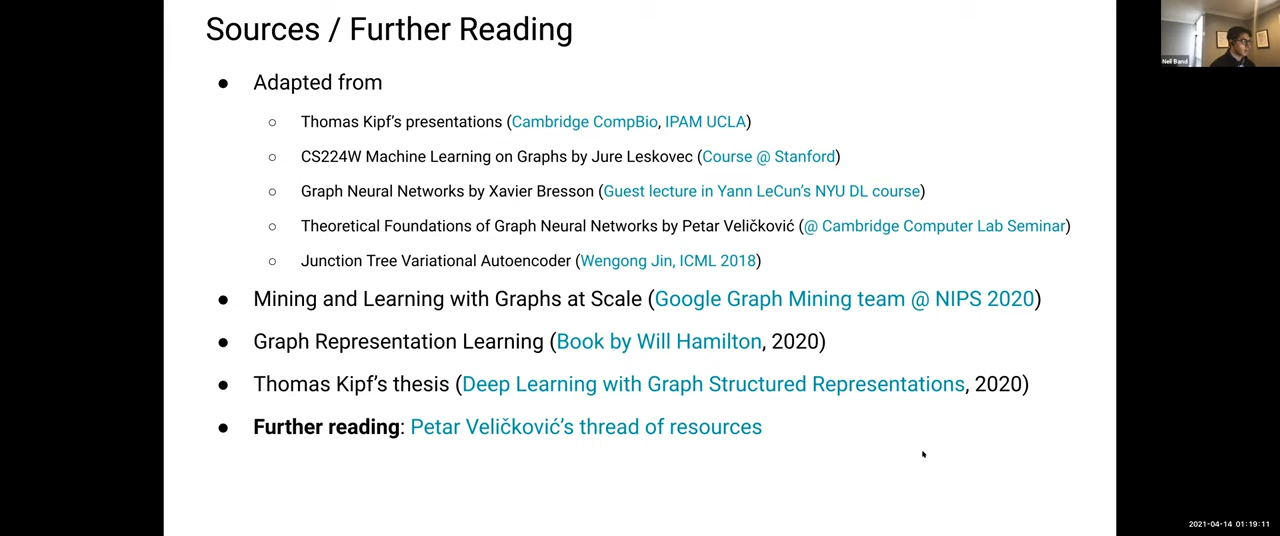 Sources / Further Reading
● Adapted from
○ Thomas Kipf’s presentations (Cambridge CompBio, IPAM UCLA)
○ CS224W Machine Learning on Graphs by Jure Leskovec (Course @ Stanford)
○ Graph Neural Networks by Xavier Bresson (Guest lecture in Yann LeCun’s NYU DL course)
○ Theoretical Foundations of Graph Neural Networks by Petar Veličković (@ Cambridge Computer Lab Seminar)
○ Junction Tree Variational Autoencoder (Wengong Jin, ICML 2018)
● Mining and Learning with Graphs at Scale (Google Graph Mining team @ NIPS 2020)
● Graph Representation Learning (Book by Will Hamilton, 2020)
● Thomas Kipf’s thesis (Deep Learning with Graph Structured Representations, 2020)
● Further reading: Petar Veličković’s thread of resources
Neil Band
2021-04-14 01:19:11